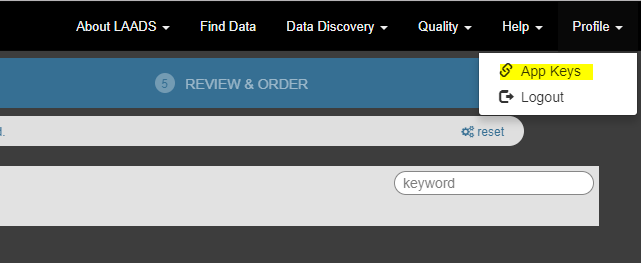 About LAADS Find Data Data Discovery Quality Help Profile
App Keys
Logout
5 REVIEW & ORDER
d. reset
keyword